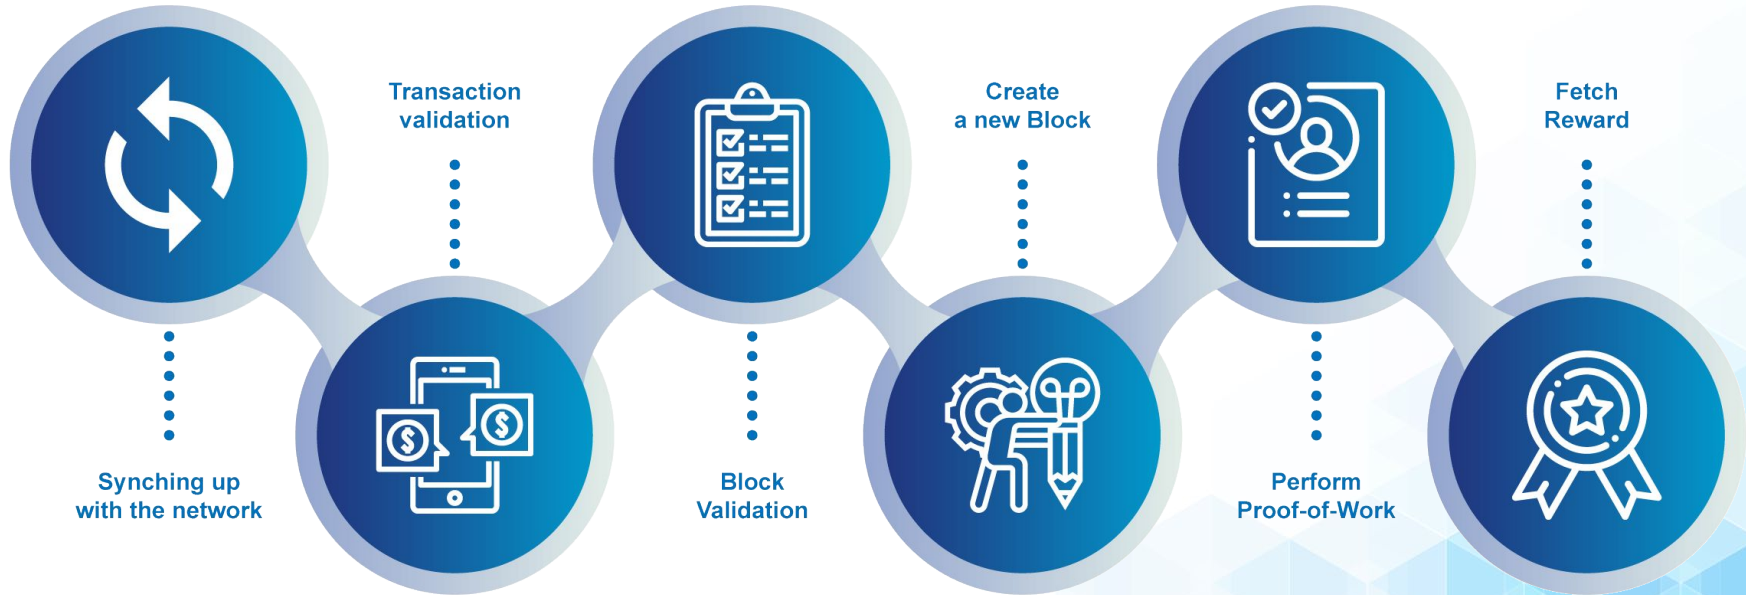 Synching up
with the network
Transaction
validation
Block
Validation
Create
a new Block
Perform
Proof-of-Work
Fetch
Reward